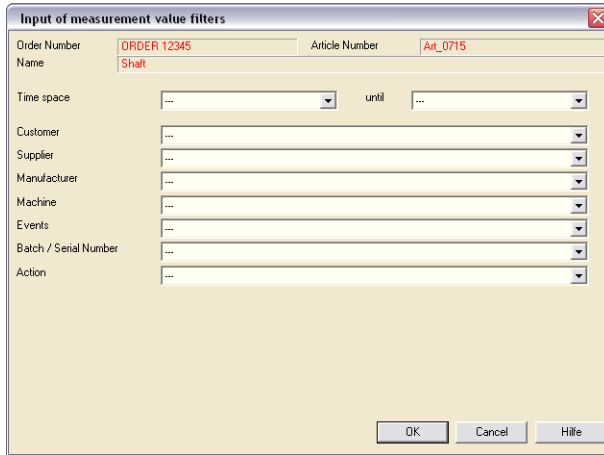 Input of measurement value filters
Order Number ORDER 12345 Article Number Art_0715
Name Shaft
Time space --- until ---
Customer ---
Supplier ---
Manufacturer ---
Machine ---
Events ---
Batch / Serial Number ---
Action ---
OK Cancel Hilfe